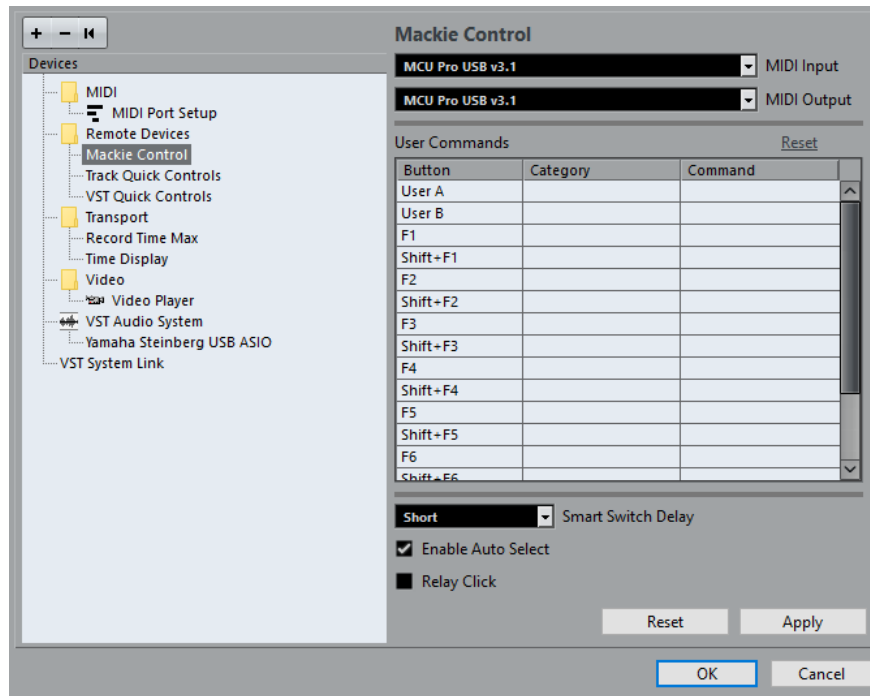 Devices
MIDI
MIDI Port Setup
Remote Devices
Mackie Control
Track Quick Controls
VST Quick Controls
Transport
Record Time Max
Time Display
Video
Video Player
VST Audio System
Yamaha Steinberg USB ASIO
VST System Link
Mackie Control
MCU Pro USB v3.1 MIDI Input
MCU Pro USB v3.1 MIDI Output
User Commands Reset
Button Category Command
User A
User B
F1
Shift+F1
F2
Shift+F2
F3
Shift+F3
F4
Shift+F4
F5
Shift+F5
F6
Shift+F6
Short Smart Switch Delay
Enable Auto Select
Relay Click
Reset Apply
OK Cancel